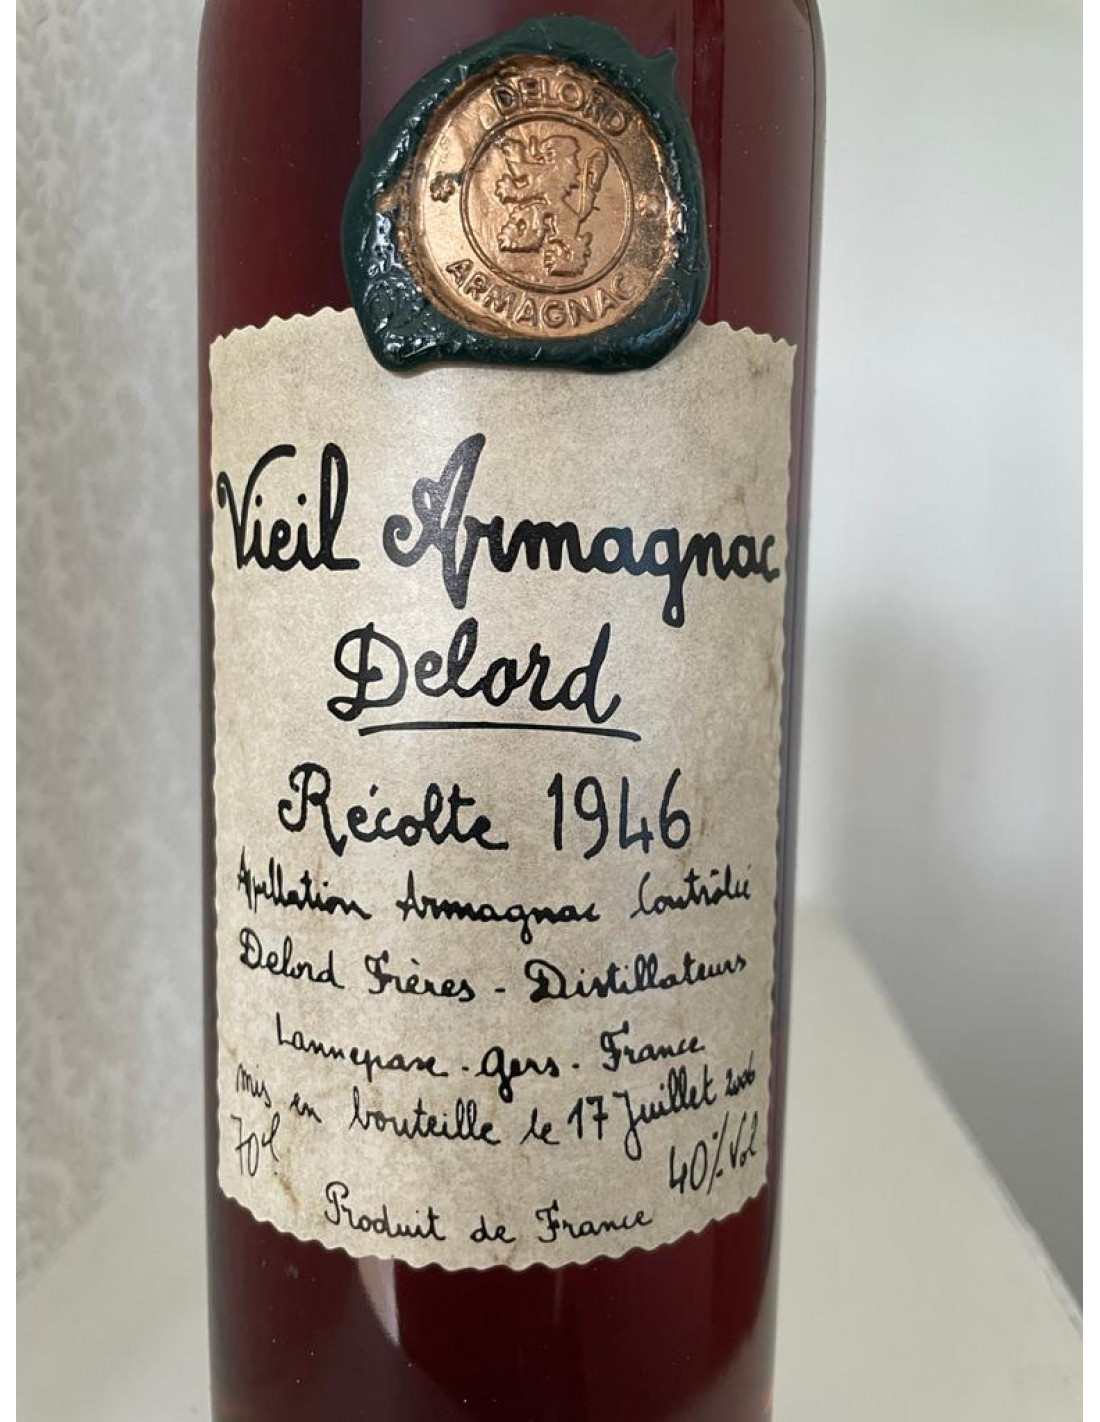 DELORD
ARMAGNAC
Vieil Armagnac
Delord
Récolte 1946
Appellation Armagnac Contrôlée
Delord Frères - Distillateurs
Lannepax - Gers - France
mis en bouteille le 17 Juillet 2006
70cl
40% Vol
Produit de France